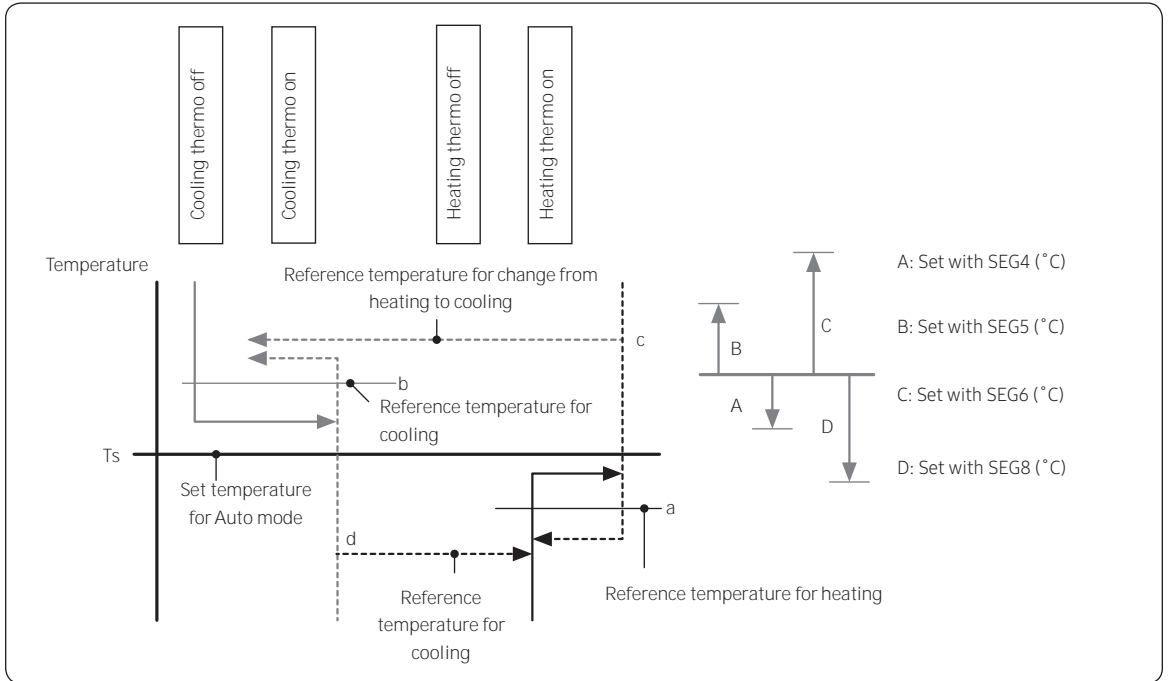 Cooling thermo off
Cooling thermo on
Heating thermo off
Heating thermo on
Temperature
Reference temperature for change from
heating to cooling
c
b
Reference temperature for
cooling
Ts
Set temperature
for Auto mode
a
d
Reference
temperature for
cooling
Reference temperature for heating
B
C
A
D
A: Set with SEG4 (˚C)
B: Set with SEG5 (˚C)
C: Set with SEG6 (˚C)
D: Set with SEG8 (˚C)